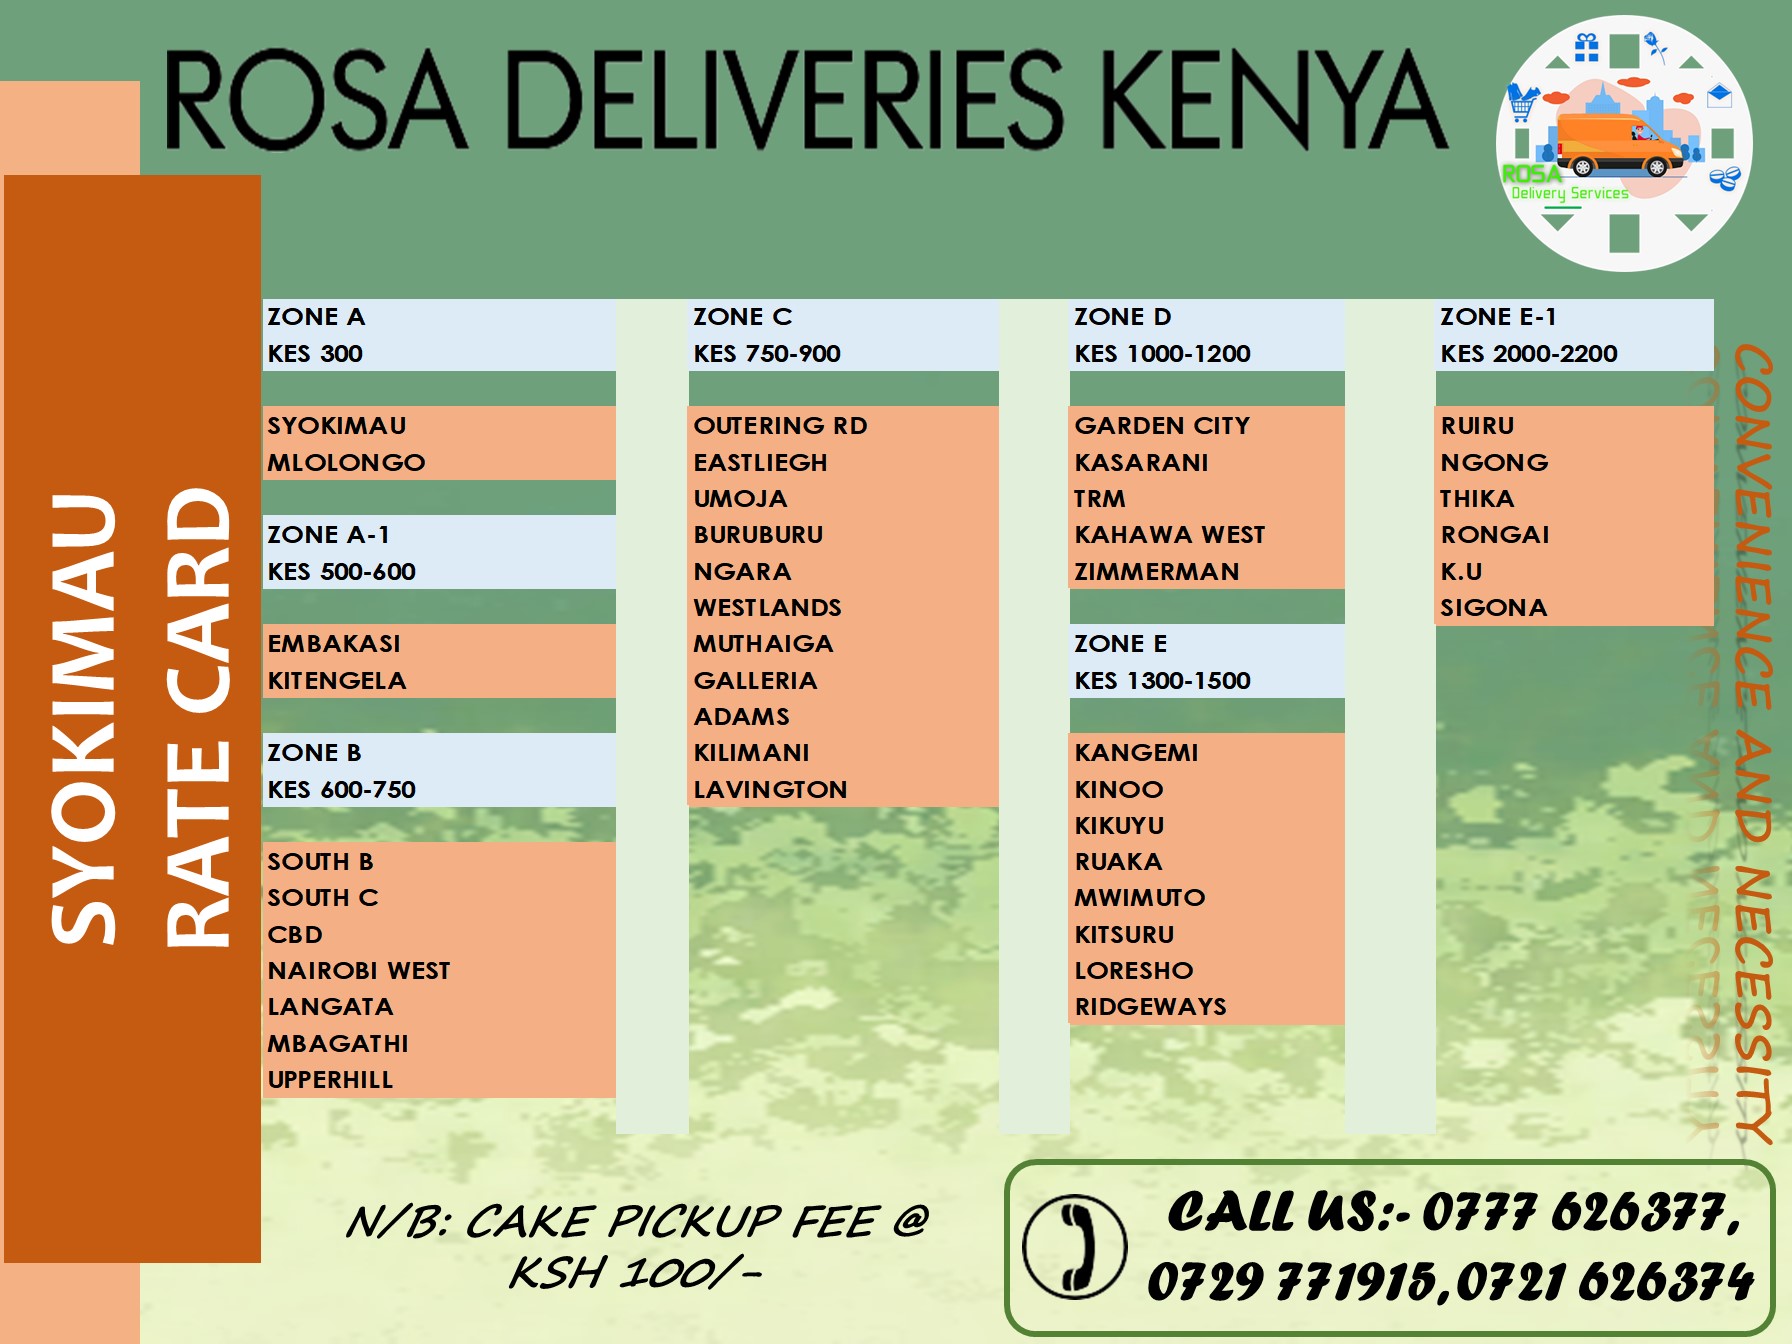 ROSA DELIVERIES KENYA
ROSA
Delivery Services
SYOKIMAU
RATE CARD
ZONE A
KES 300
SYOKIMAU
MLOLONGO
ZONE A-1
KES 500-600
EMBAKASI
KITENGELA
ZONE B
KES 600-750
SOUTH B
SOUTH C
CBD
NAIROBI WEST
LANGATA
MBAGATHI
UPPERHILL
ZONE C
KES 750-900
OUTERING RD
EASTLIEGH
UMOJA
BURUBURU
NGARA
WESTLANDS
MUTHAIGA
GALLERIA
ADAMS
KILIMANI
LAVINGTON
ZONE D
KES 1000-1200
GARDEN CITY
KASARANI
TRM
KAHAWA WEST
ZIMMERMAN
ZONE E
KES 1300-1500
KANGEMI
KINOO
KIKUYU
RUAKA
MWIMUTO
KITSURU
LORESHO
RIDGEWAYS
ZONE E-1
KES 2000-2200
RUIRU
NGONG
THIKA
RONGAI
K.U
SIGONA
CONVENIENCE AND NECESSITY
N/B: CAKE PICKUP FEE @
KSH 100/-
CALL US:- 0777 626377,
0729 771915,0721 626374